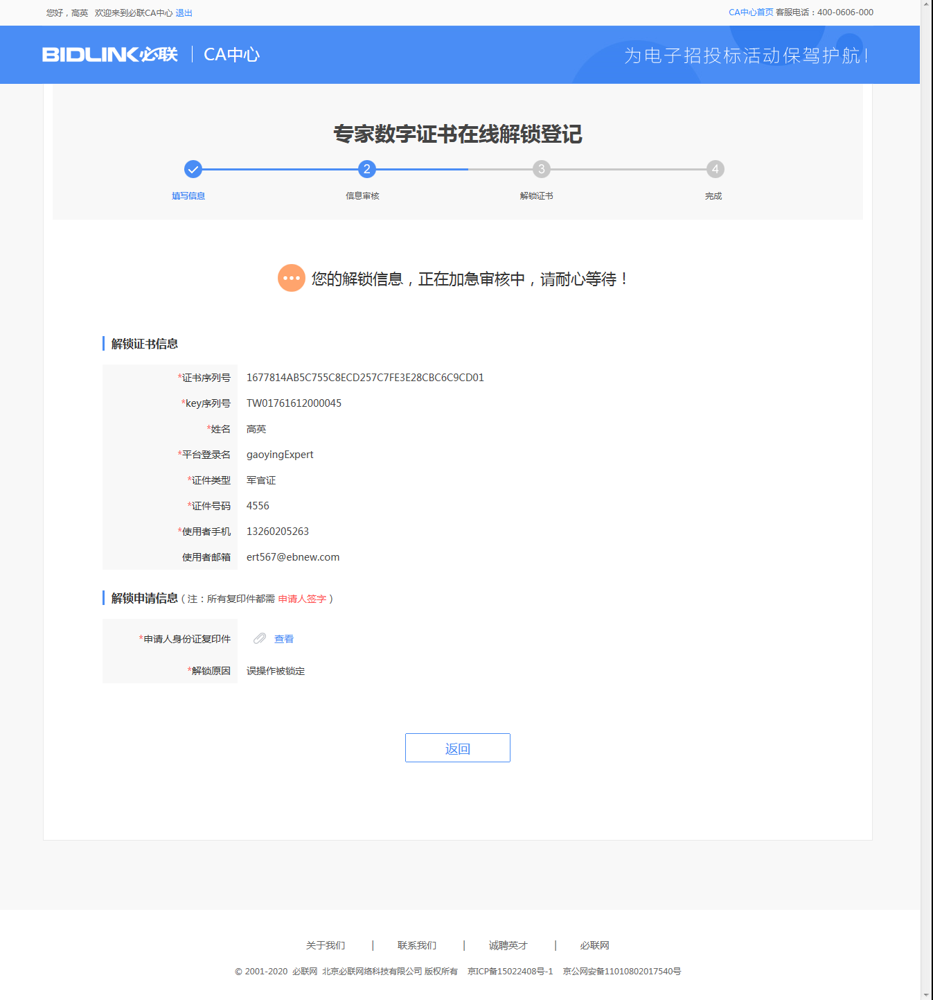 您好，高英 欢迎来到必联CA中心 退出
CA中心首页 客服电话：400-0606-000
BIDLINK必联 CA中心
为电子招投标活动保驾护航！
专家数字证书在线解锁登记
2 3 4
填写信息 信息审核 解锁证书 完成
您的解锁信息，正在加急审核中，请耐心等待！
解锁证书信息
*证书序列号 1677814AB5C755C8ECD257C7FE3E28CBC6C9CD01
*key序列号 TW01761612000045
*姓名 高英
*平台登录名 gaoyingExpert
*证件类型 军官证
*证件号码 4556
*使用者手机 13260205263
使用者邮箱 ert567@ebnew.com
解锁申请信息（注：所有复印件都需 申请人签字 ）
*申请人身份证复印件 查看
*解锁原因 误操作被锁定
返回
关于我们 | 联系我们 | 诚聘英才 | 必联网
© 2001-2020 必联网 北京必联网络科技有限公司 版权所有 京ICP备15022408号-1 京公网安备11010802017540号